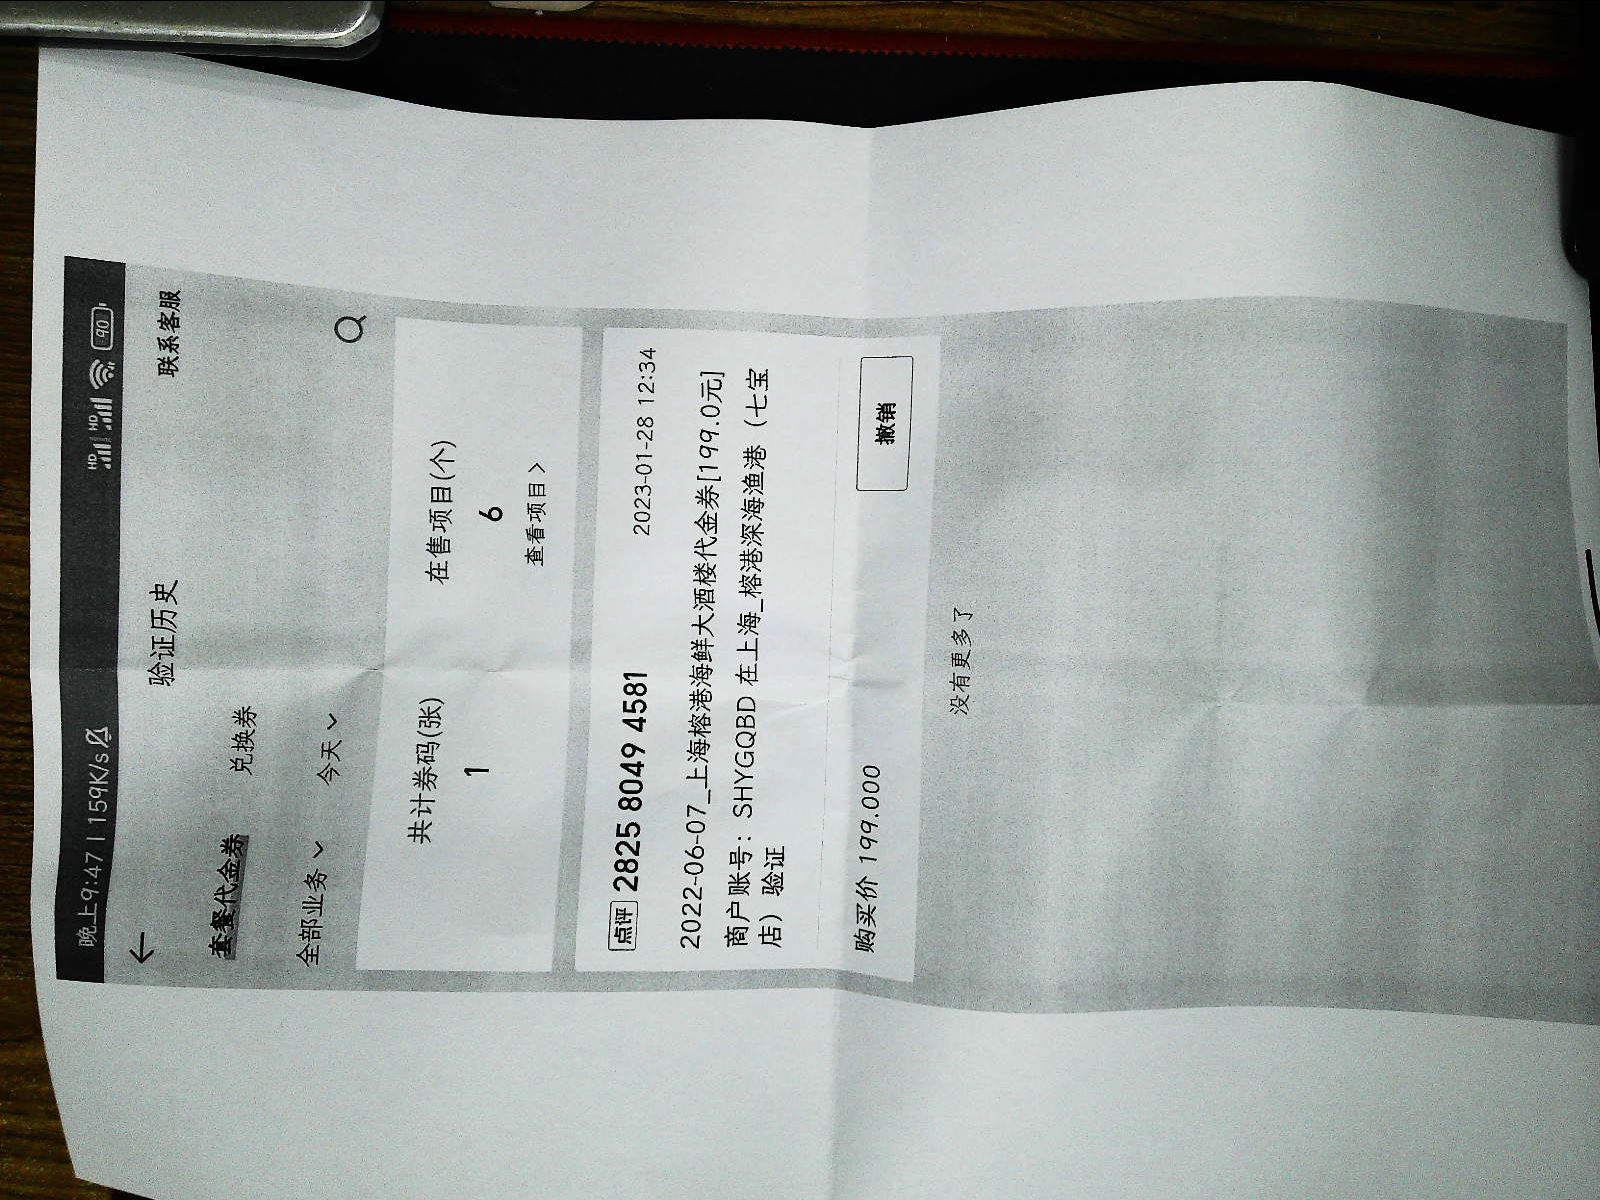 晚上9:47 | 159K/s HD HD 90
验证历史 联系客服
套餐代金券 兑换券
全部业务 今天
共计券码(张) 在售项目(个)
1 6
查看项目>
点评 2825 8049 4581 2023-01-28 12:34
2022-06-07_上海榕港海鲜大酒楼代金券[199.0元]
商户账号：SHYGQBD 在上海_榕港深海渔港（七宝
店）验证
购买价 199.000 撤销
没有更多了